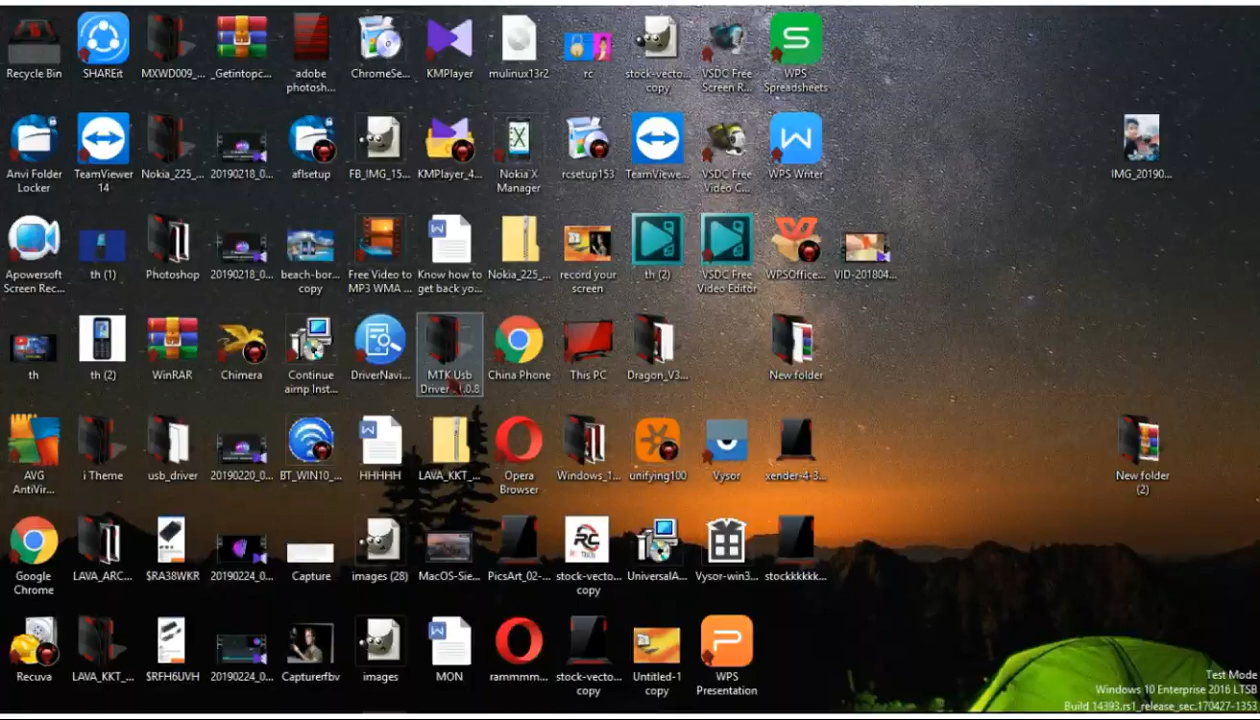 Recycle Bin
SHAREit
MXWD009_...
_Getintopc...
adobe
photosh...
ChromeSe...
KMPlayer
mulinux13r2
rc
stock-vecto...
copy
VSDC Free
Screen R...
WPS
Spreadsheets
Anvi Folder
Locker
TeamViewer
14
Nokia_225_...
20190218_0...
aflsetup
FB_IMG_15...
KMPlayer_4...
Nokia X
Manager
rcsetup153
TeamViewe...
VSDC Free
Video C...
WPS Writer
IMG_20190...
Apowersoft
Screen Rec...
th (1)
Photoshop
20190218_0...
beach-bor...
copy
Free Video to
MP3 WMA ...
Know how to
get back yo...
Nokia_225_...
record your
screen
th (2)
VSDC Free
Video Editor
WPSOffice...
VID-201804...
th
th (2)
WinRAR
Chimera
Continue
aimp Inst...
DriverNavi...
MTK Usb
China Phone
This PC
Dragon_V3...
New folder
AVG
AntiVir...
i Theme
usb_driver
20190220_0...
BT_WIN10_...
HHHHH
LAVA_KKT_...
Opera
Browser
Windows_1...
unifying100
Vysor
xender-4-3...
New folder
(2)
Google
Chrome
LAVA_ARC...
$RA38WKR
20190224_0...
Capture
images (28)
MacOS-Sie...
PicsArt_02-...
stock-vecto...
copy
UniversalA...
Vysor-win3...
stockkkkkk...
Recuva
LAVA_KKT_...
$RFH6UVH
20190224_0...
Capturefbv
images
MON
rammmm...
stock-vecto...
copy
Untitled-1
copy
WPS
Presentation
Test Mode
Windows 10 Enterprise 2016 LTSB
Build 14393.rs1_release_sec.170427-1353